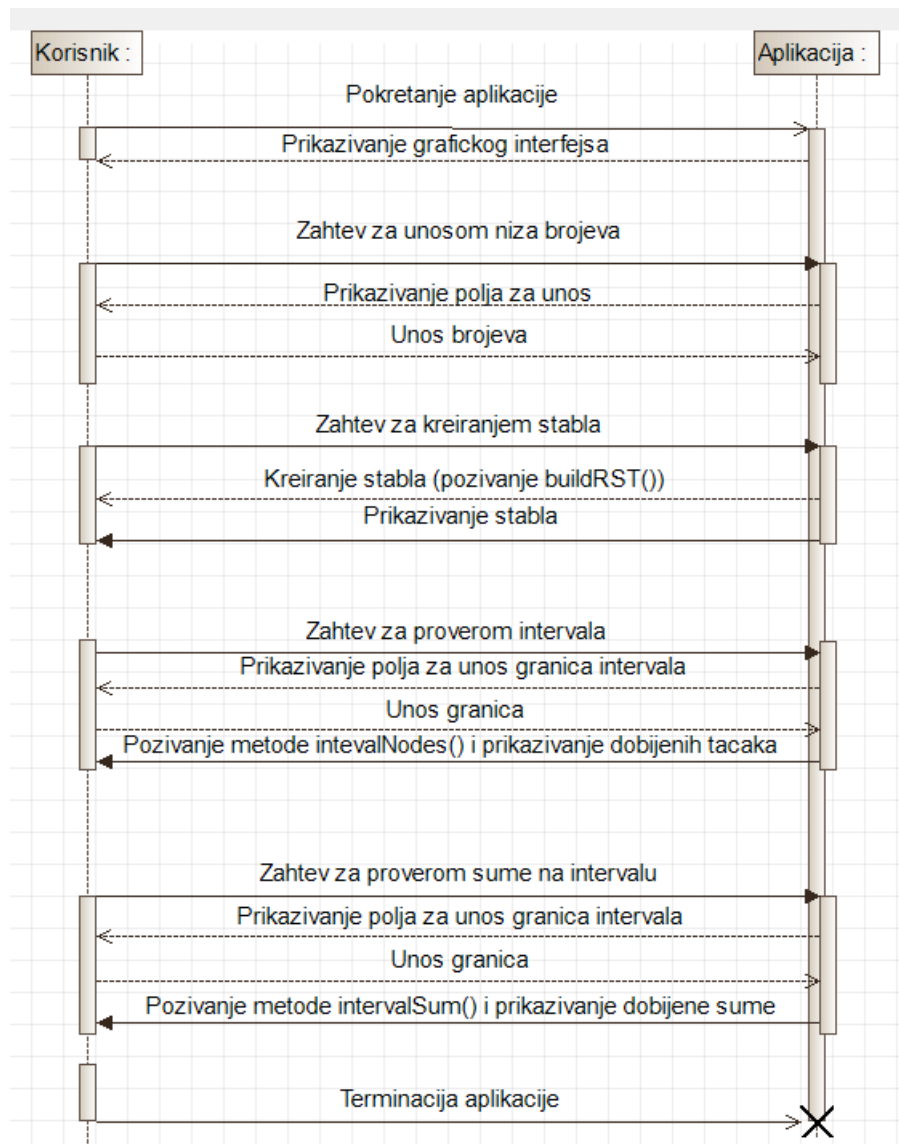 Korisnik :
Aplikacija :
Pokretanje aplikacije
Prikazivanje grafickog interfejsa
Zahtev za unosom niza brojeva
Prikazivanje polja za unos
Unos brojeva
Zahtev za kreiranjem stabla
Kreiranje stabla (pozivanje buildRST())
Prikazivanje stabla
Zahtev za proverom intervala
Prikazivanje polja za unos granica intervala
Unos granica
Pozivanje metode intevalNodes() i prikazivanje dobijenih tacaka
Zahtev za proverom sume na intervalu
Prikazivanje polja za unos granica intervala
Unos granica
Pozivanje metode intervalSum() i prikazivanje dobijene sume
Terminacija aplikacije